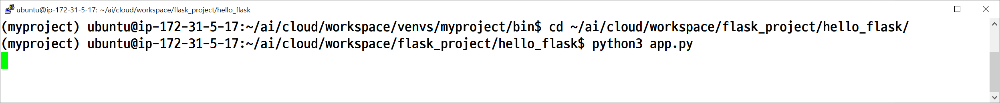 ubuntu@ip-172-31-5-17: ~/ai/cloud/workspace/flask_project/hello_flask
(myproject) ubuntu@ip-172-31-5-17:~/ai/cloud/workspace/venvs/myproject/bin$ cd ~/ai/cloud/workspace/flask_project/hello_flask/
(myproject) ubuntu@ip-172-31-5-17:~/ai/cloud/workspace/flask_project/hello_flask$ python3 app.py